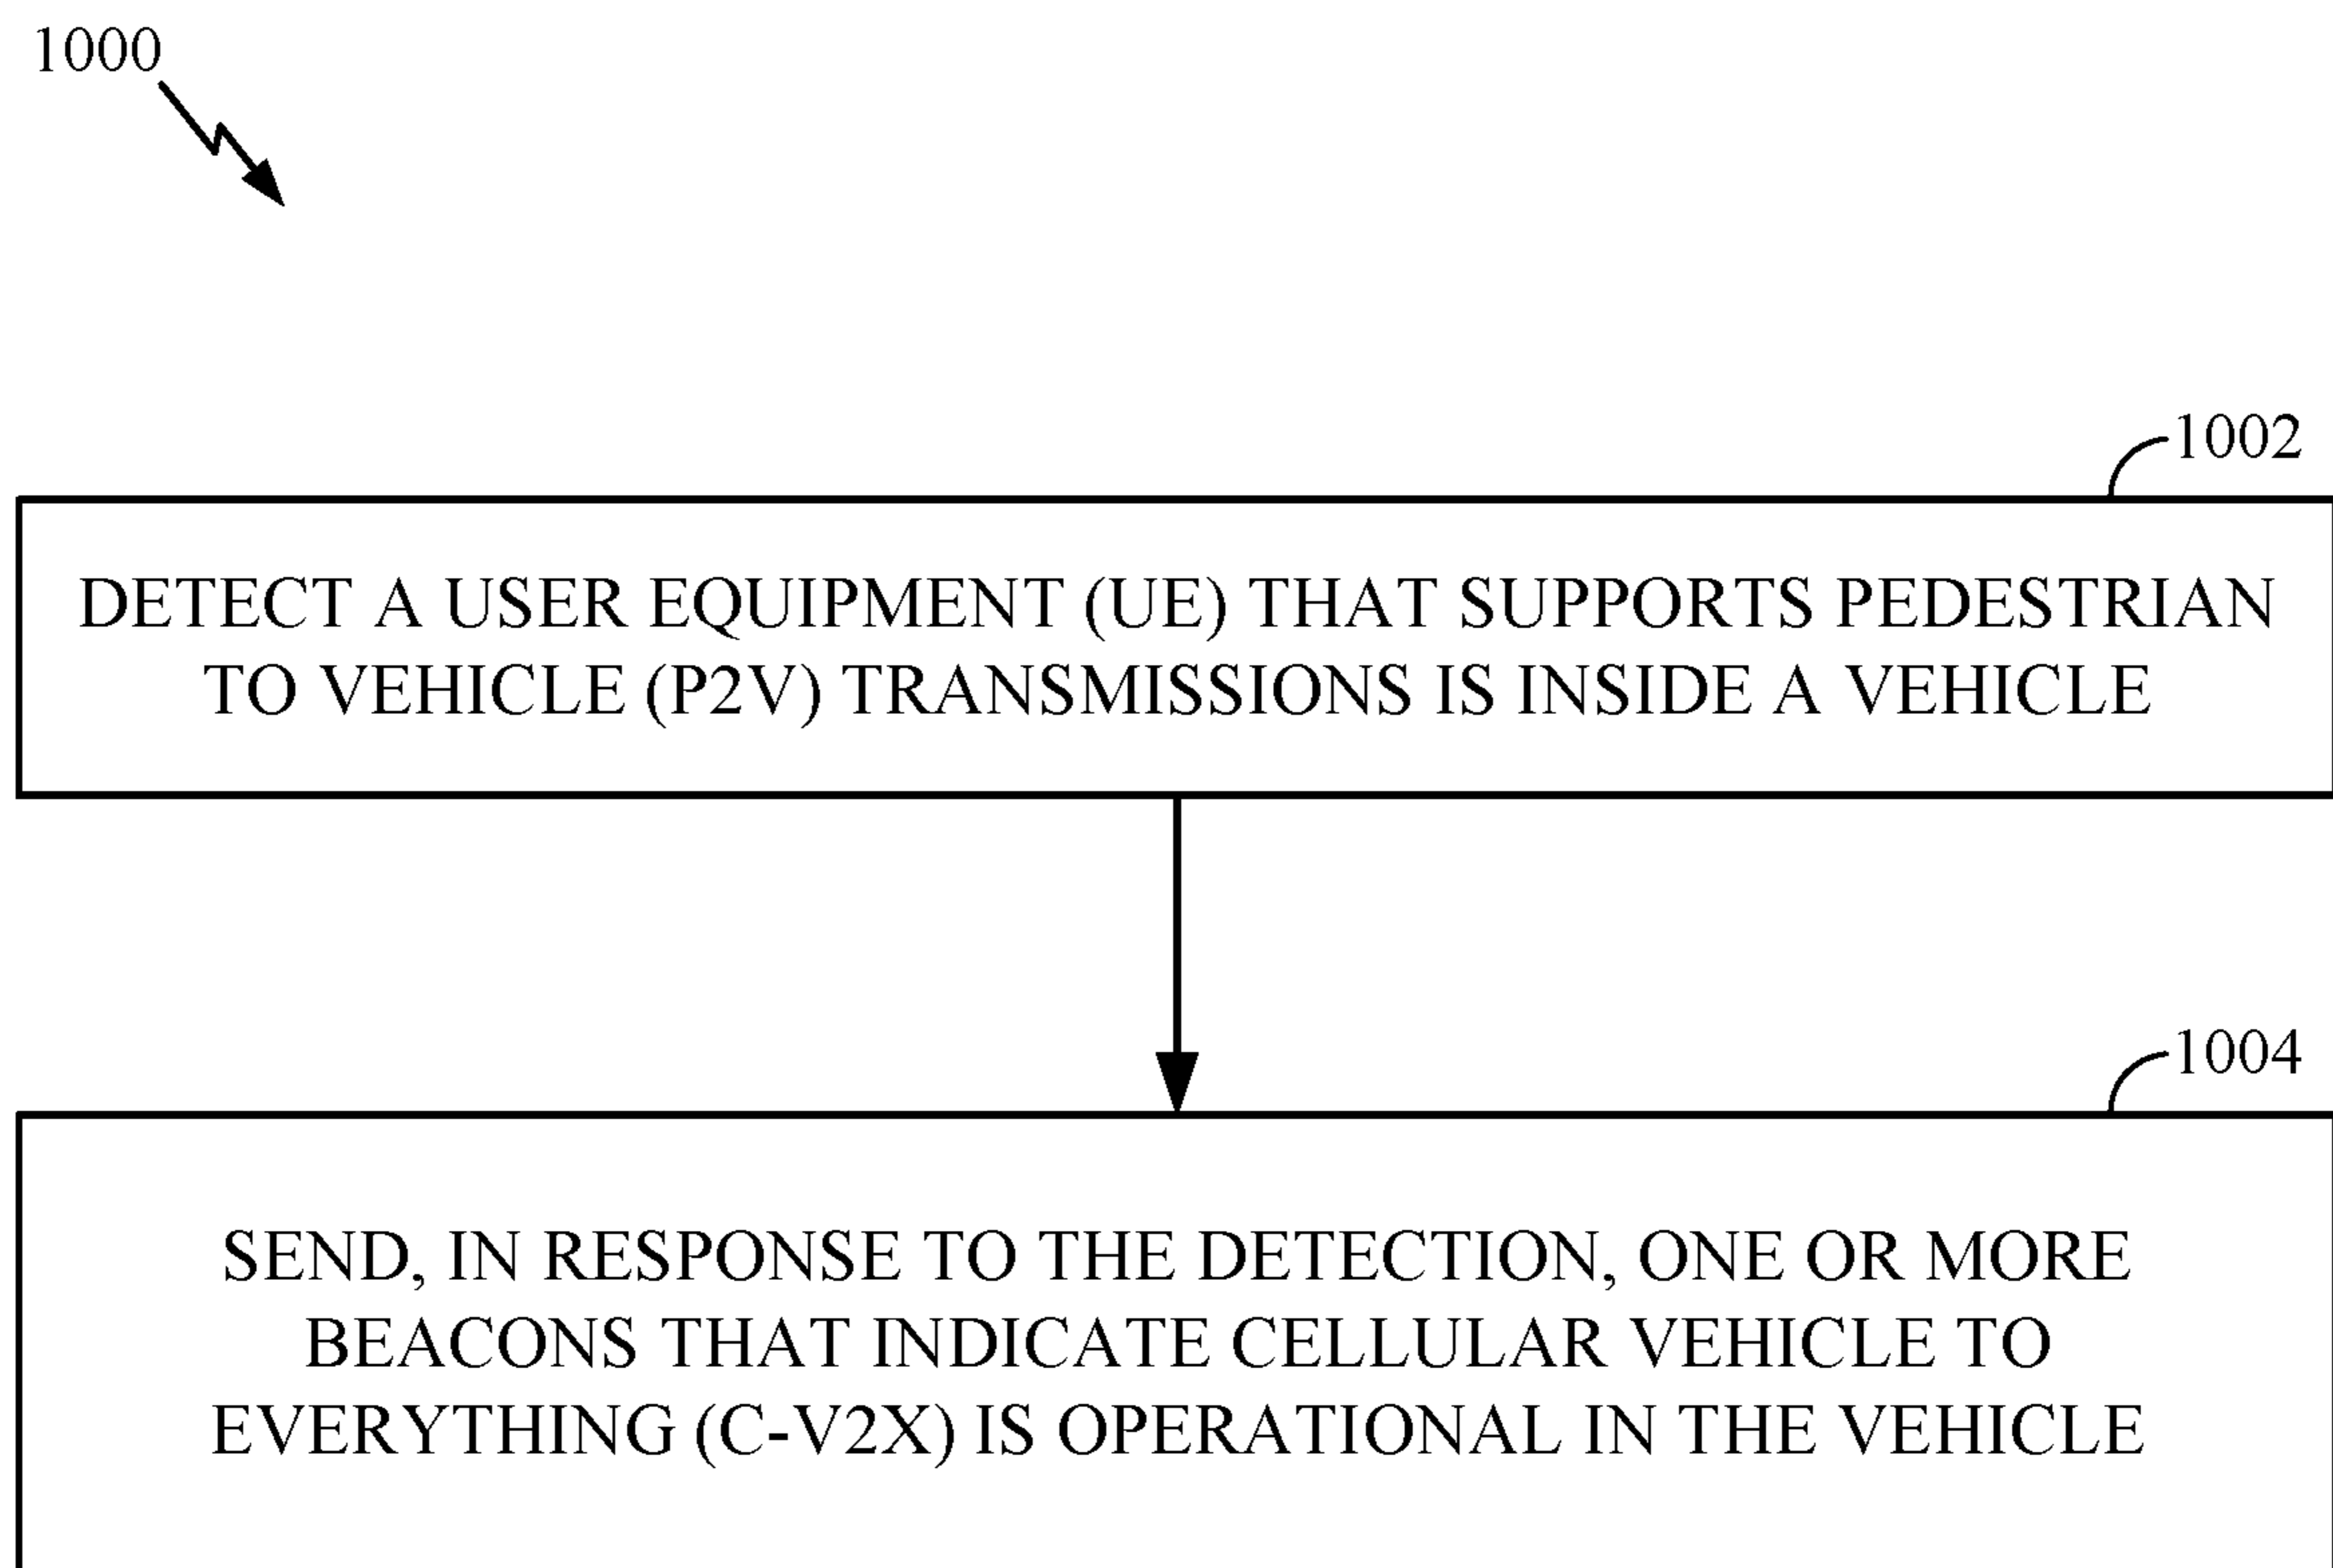 1000
1002
DETECT A USER EQUIPMENT (UE) THAT SUPPORTS PEDESTRIAN
TO VEHICLE (P2V) TRANSMISSIONS IS INSIDE A VEHICLE
1004
SEND, IN RESPONSE TO THE DETECTION, ONE OR MORE
BEACONS THAT INDICATE CELLULAR VEHICLE TO
EVERYTHING (C-V2X) IS OPERATIONAL IN THE VEHICLE